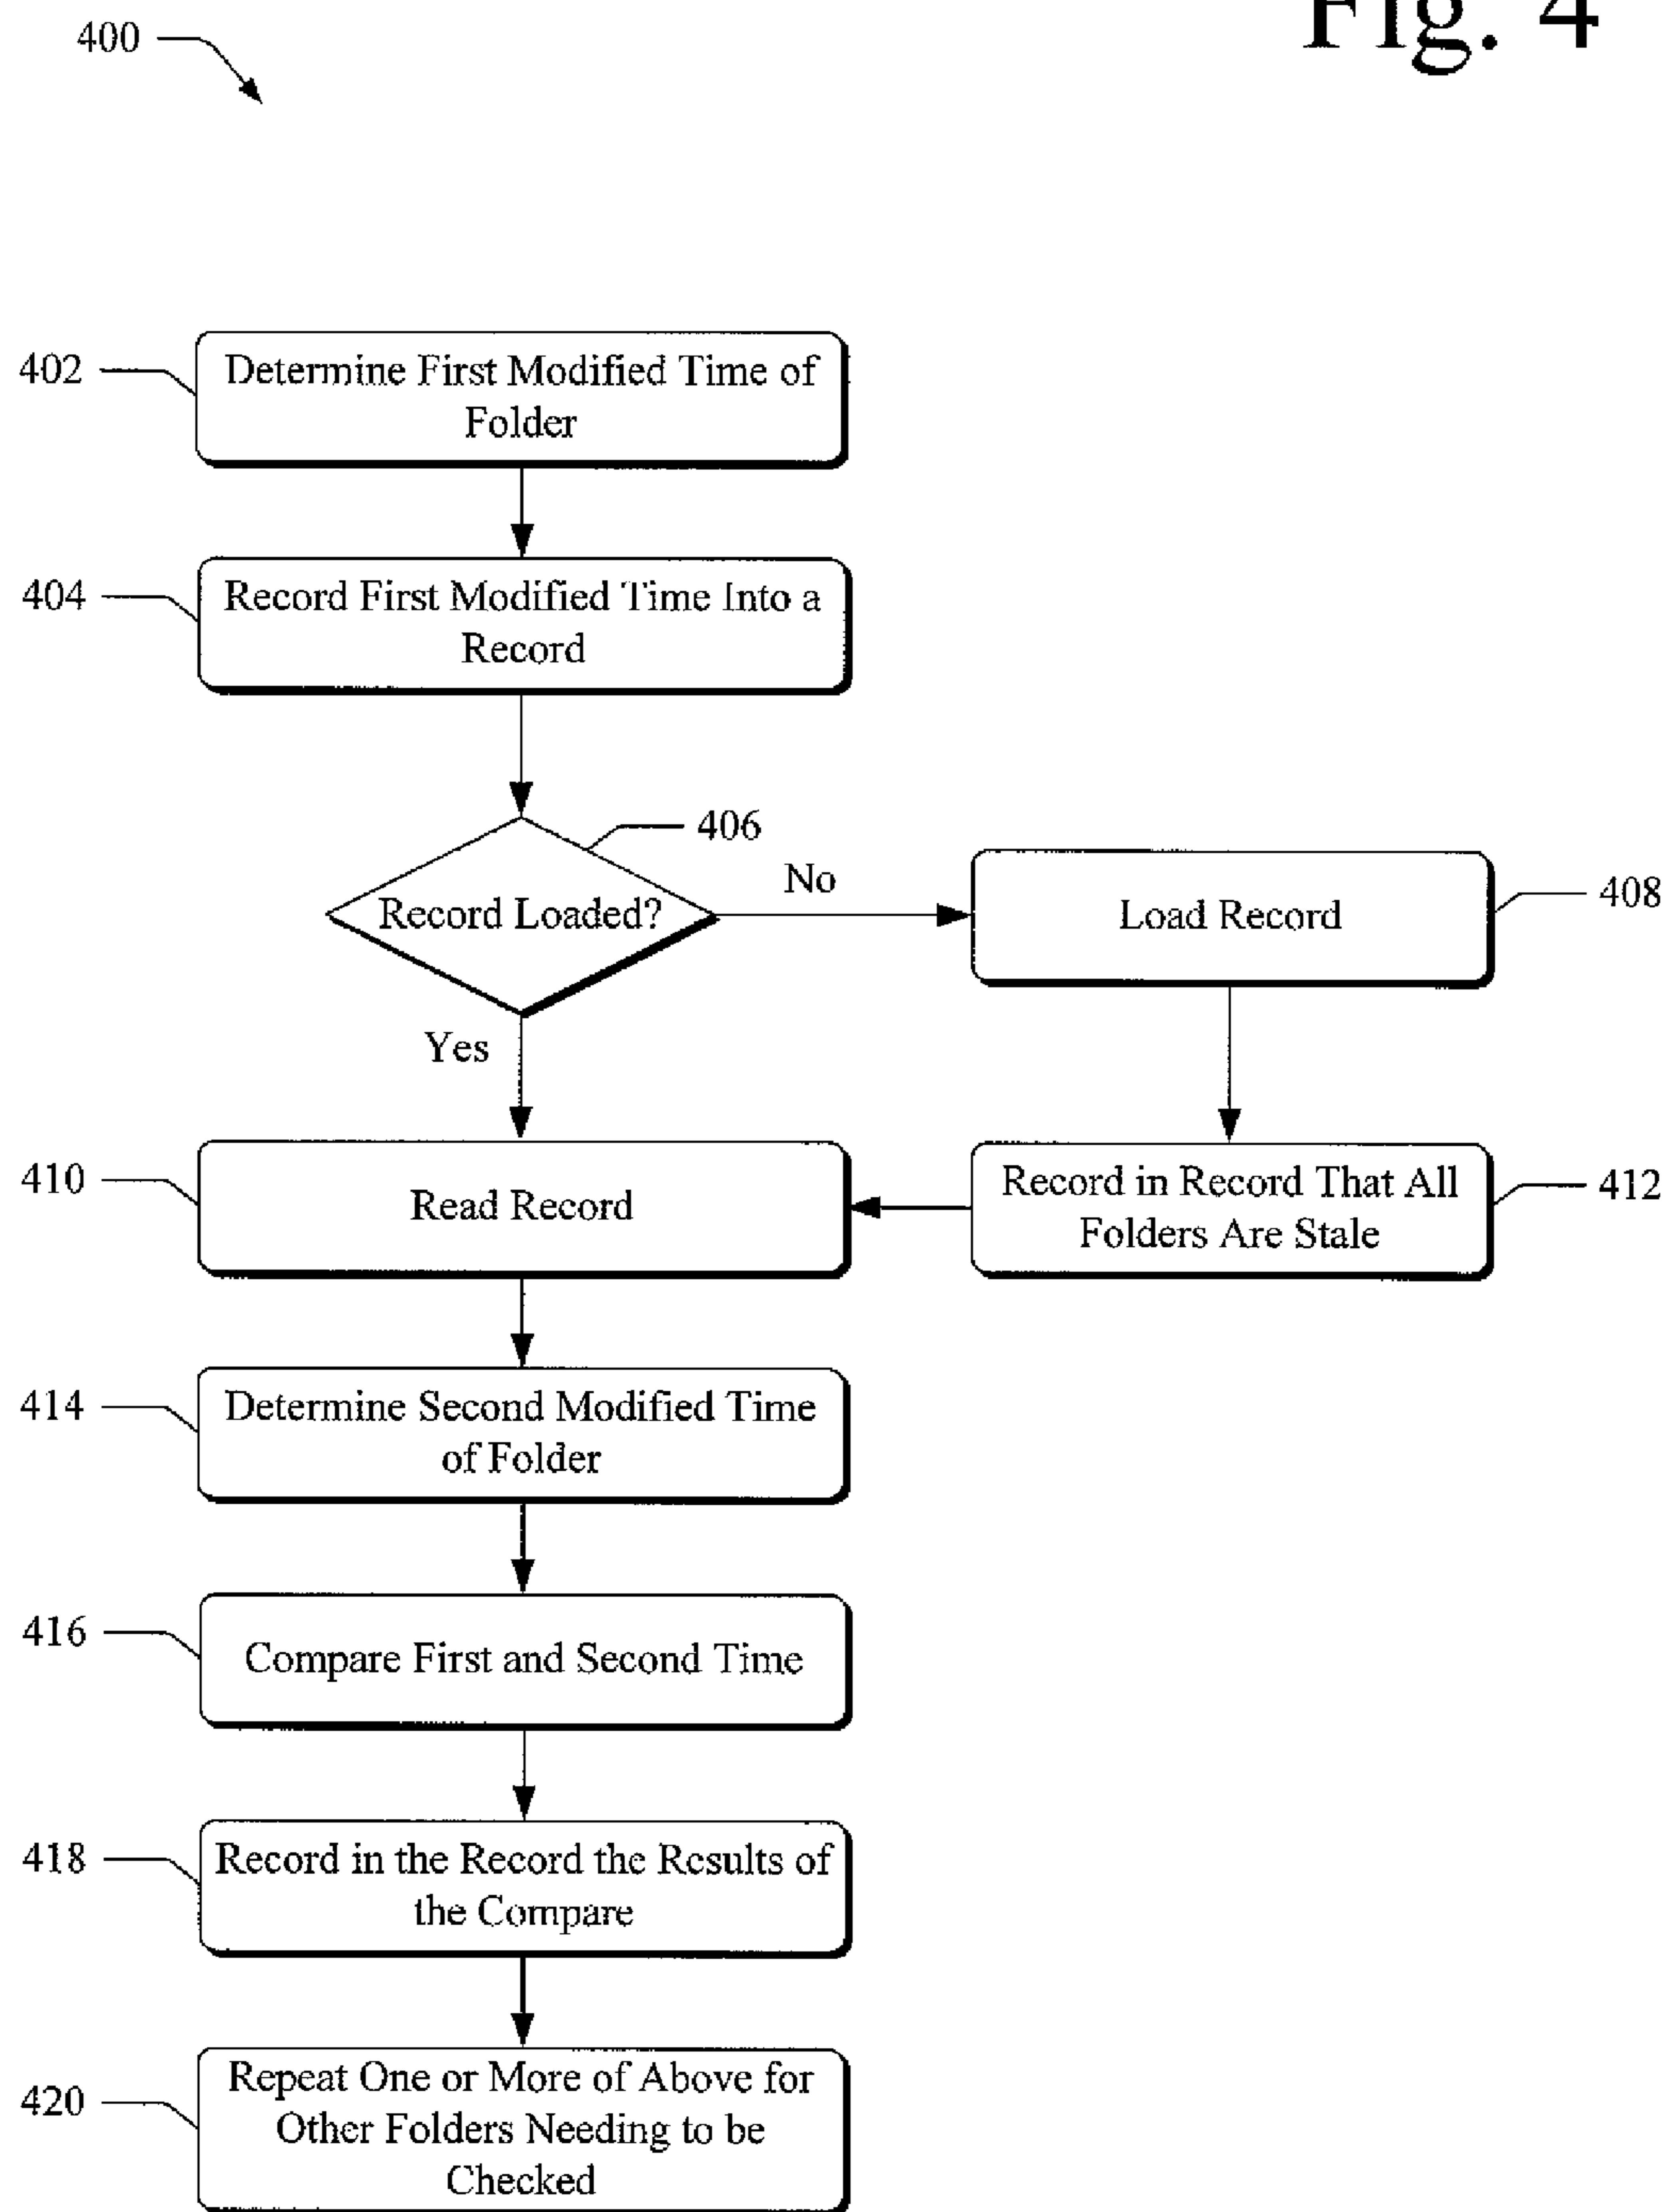 Fig. 4
400
402
Determine First Modified Time of
Folder
404
Record First Modified Time Into a
Record
406
Record Loaded?
No
Load Record
408
Yes
410
Read Record
Record in Record That All
Folders Are Stale
412
414
Determine Second Modified Time
of Folder
416
Compare First and Second Time
418
Record in the Record the Results of
the Compare
420
Repeat One or More of Above for
Other Folders Needing to be
Checked